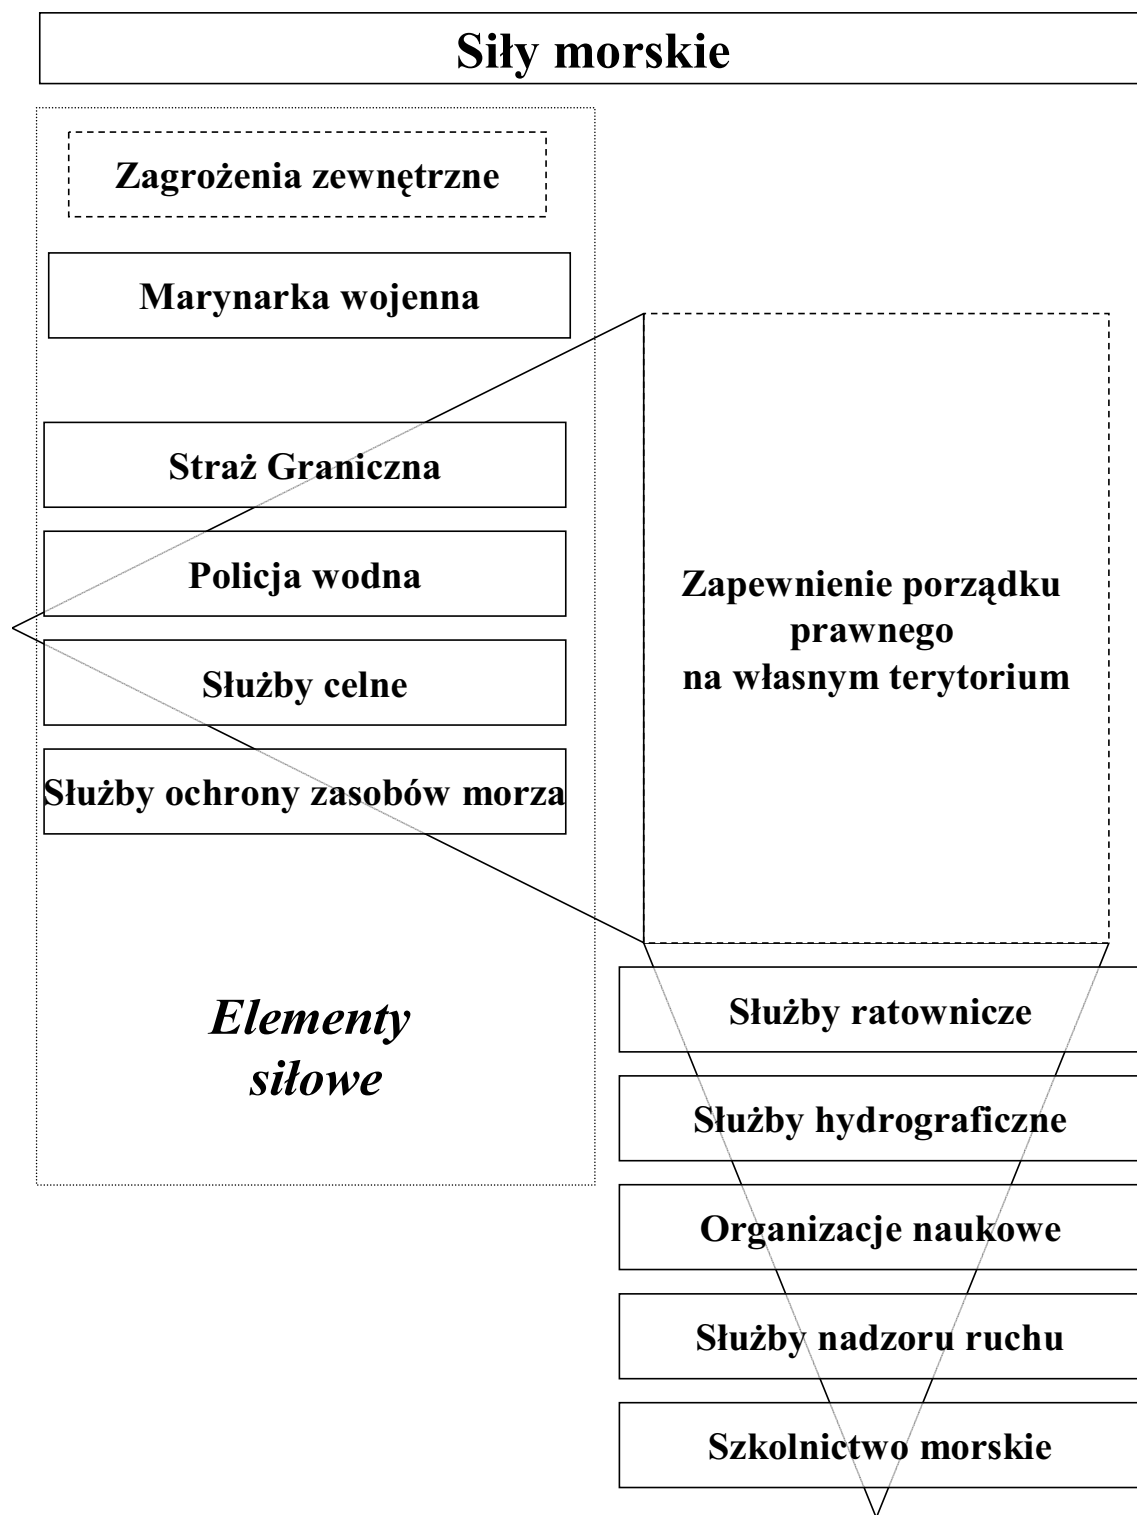 Siły morskie
Zagrożenia zewnętrzne
Marynarka wojenna
Straż Graniczna
Policja wodna
Służby celne
Służby ochrony zasobów morza
Elementy
siłowe
Zapewnienie porządku
prawnego
na własnym terytorium
Służby ratownicze
Służby hydrograficzne
Organizacje naukowe
Służby nadzoru ruchu
Szkolnictwo morskie